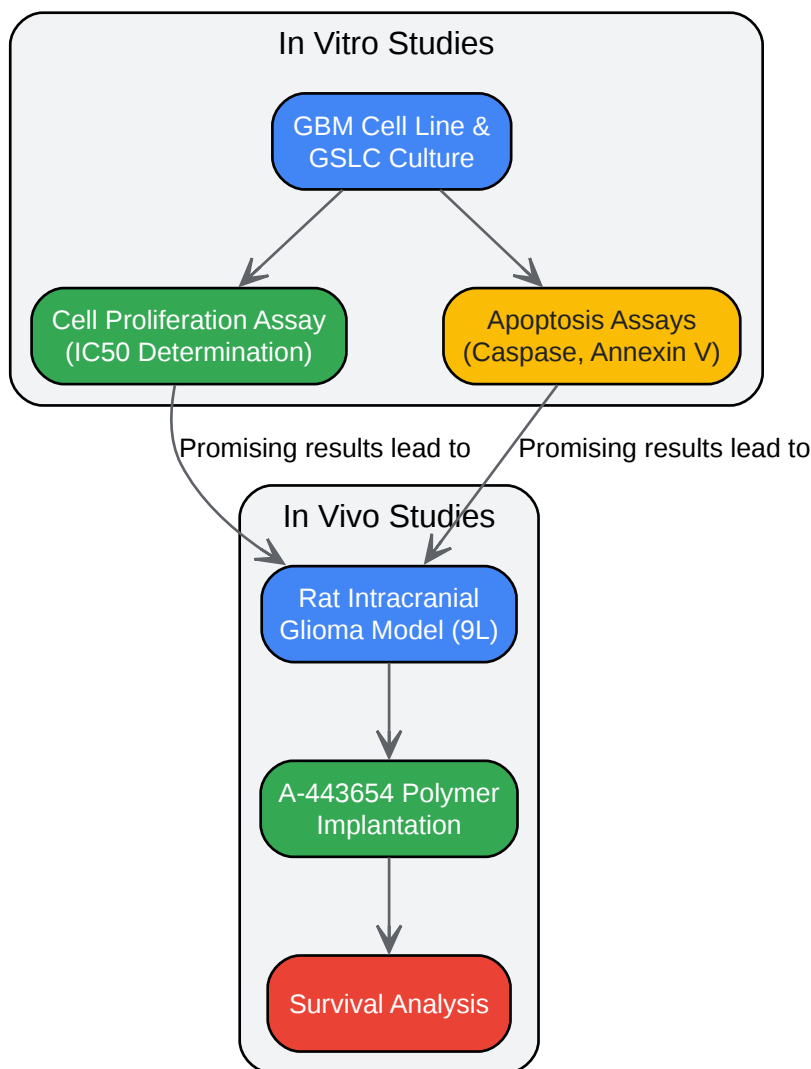 In Vitro Studies
GBM Cell Line &
GSLC Culture
Cell Proliferation Assay
(IC50 Determination)
Apoptosis Assays
(Caspase, Annexin V)
Promising results lead to
Promising results lead to
In Vivo Studies
Rat Intracranial
Glioma Model (9L)
A-443654 Polymer
Implantation
Survival Analysis